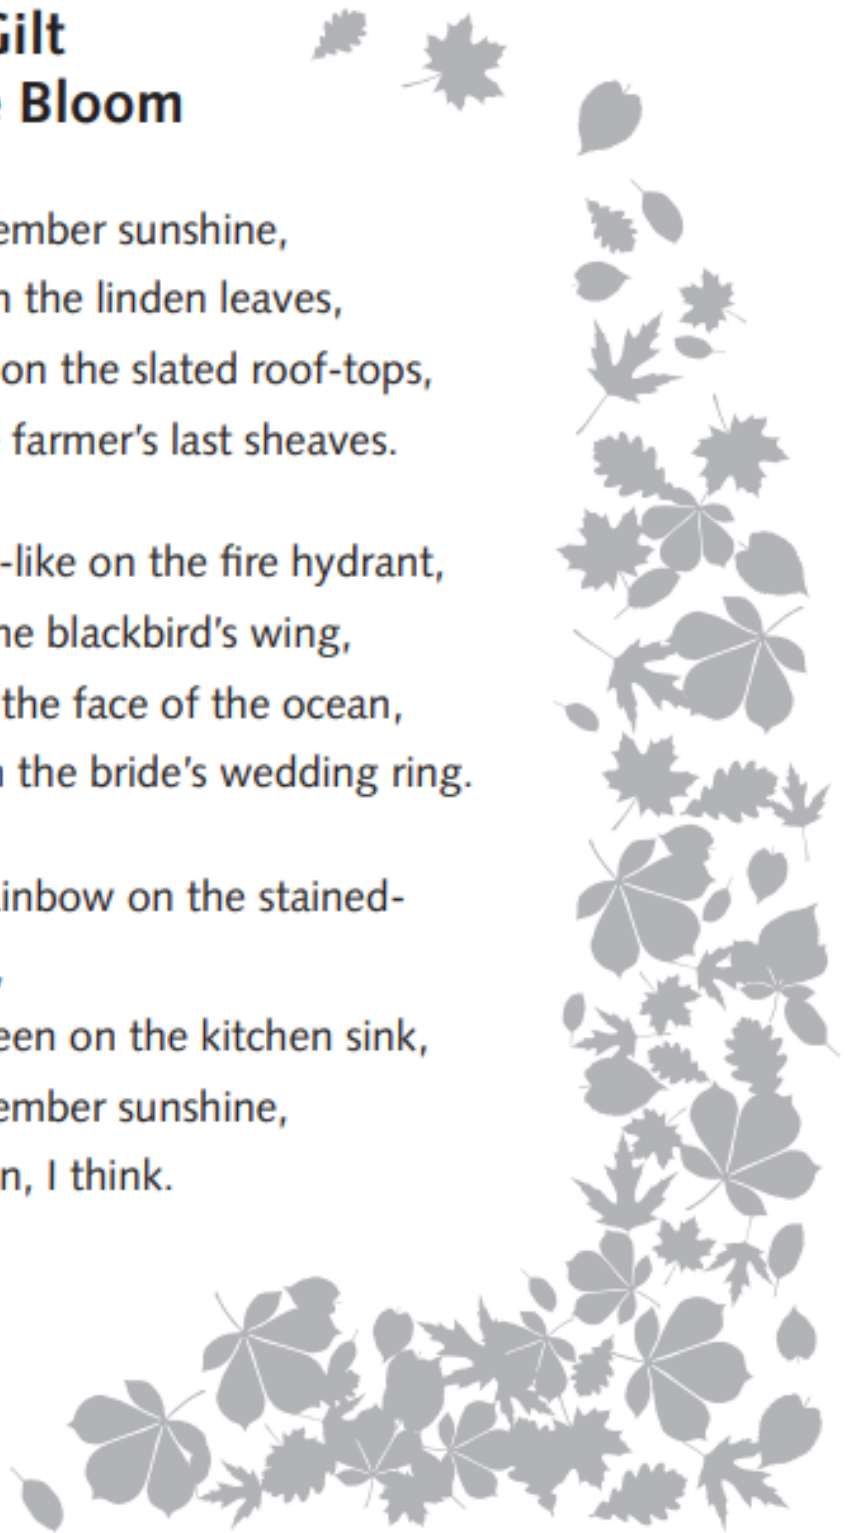 Gilt
e Bloom
ember sunshine,
n the linden leaves,
on the slated roof-tops,
e farmer's last sheaves.
-like on the fire hydrant,
he blackbird's wing,
the face of the ocean,
n the bride's wedding ring.
ainbow on the stained-
,
een on the kitchen sink,
ember sunshine,
n, I think.